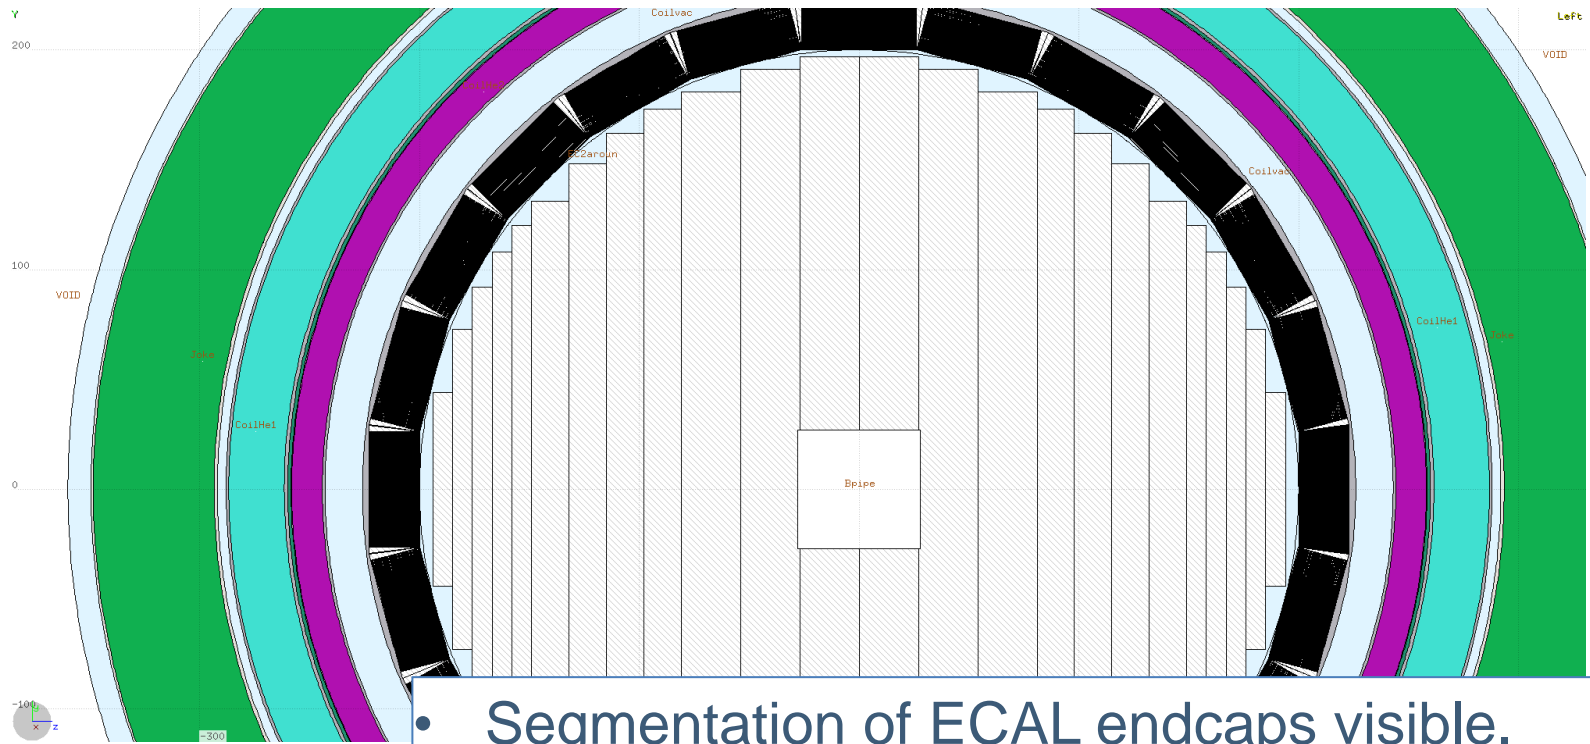 Y
Coilvac
Left
200
VOID
EC2aroun
Coilvac
100
VOID
CoilHe1
Joke
Joke
CoilHe1
0
Bpipe
-100
z
x
-300
• Segmentation of ECAL endcaps visible.